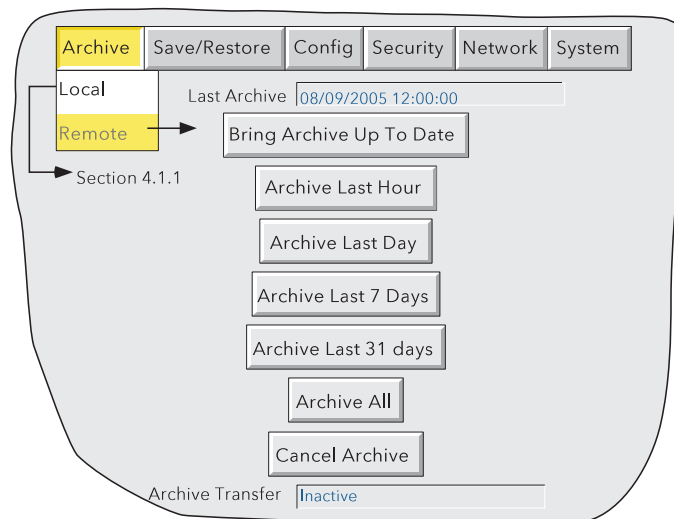 Archive Save/Restore Config Security Network System
Local
Last Archive 08/09/2005 12:00:00
Remote
Bring Archive Up To Date
Section 4.1.1
Archive Last Hour
Archive Last Day
Archive Last 7 Days
Archive Last 31 days
Archive All
Cancel Archive
Archive Transfer Inactive